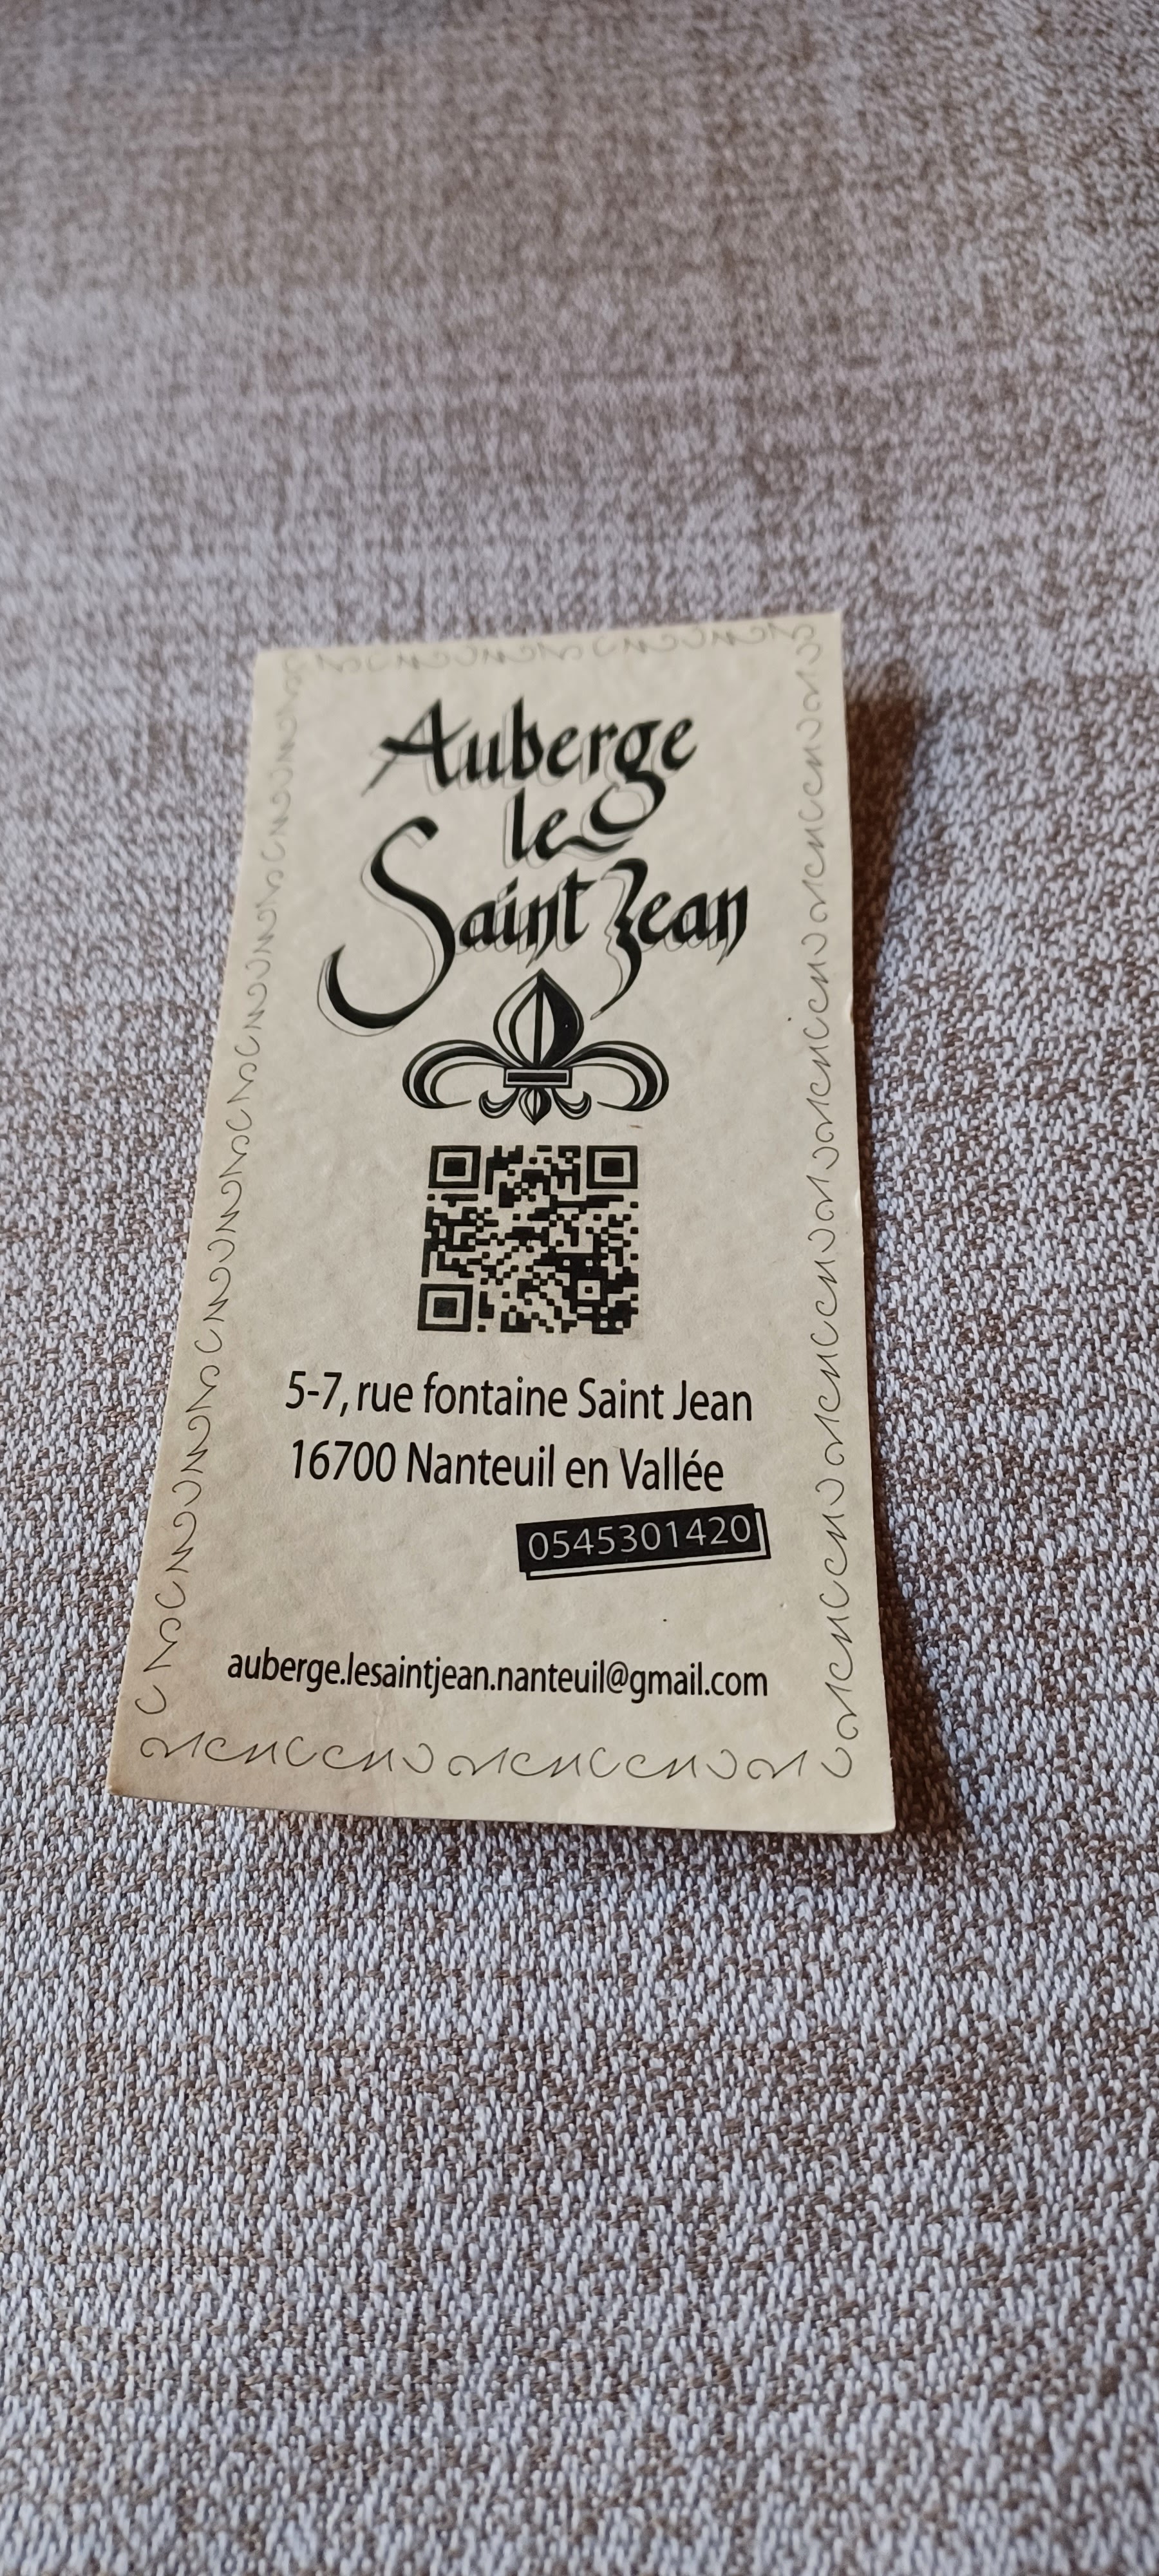 Auberge
le
Saint Jean
5-7, rue fontaine Saint Jean
16700 Nanteuil en Vallée
0545301420
auberge.lesaintjean.nanteuil@gmail.com